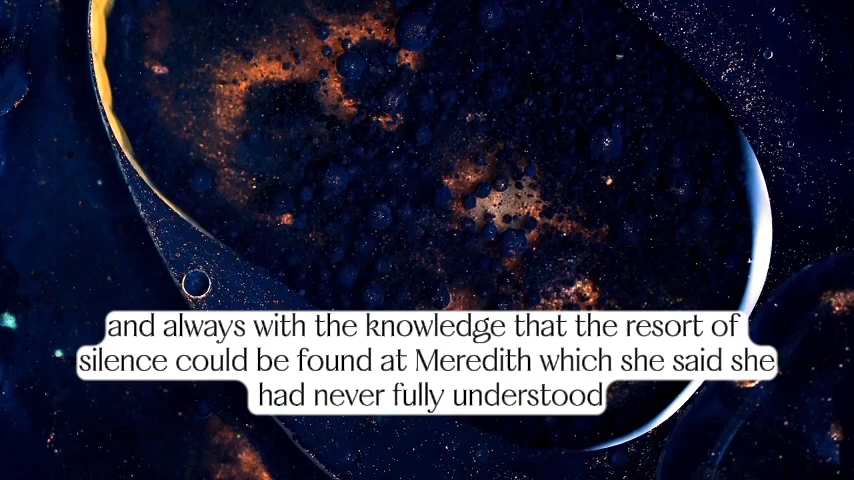 and always with the knowledge that the resort of
silence could be found at Meredith which she said she
had never fully understood